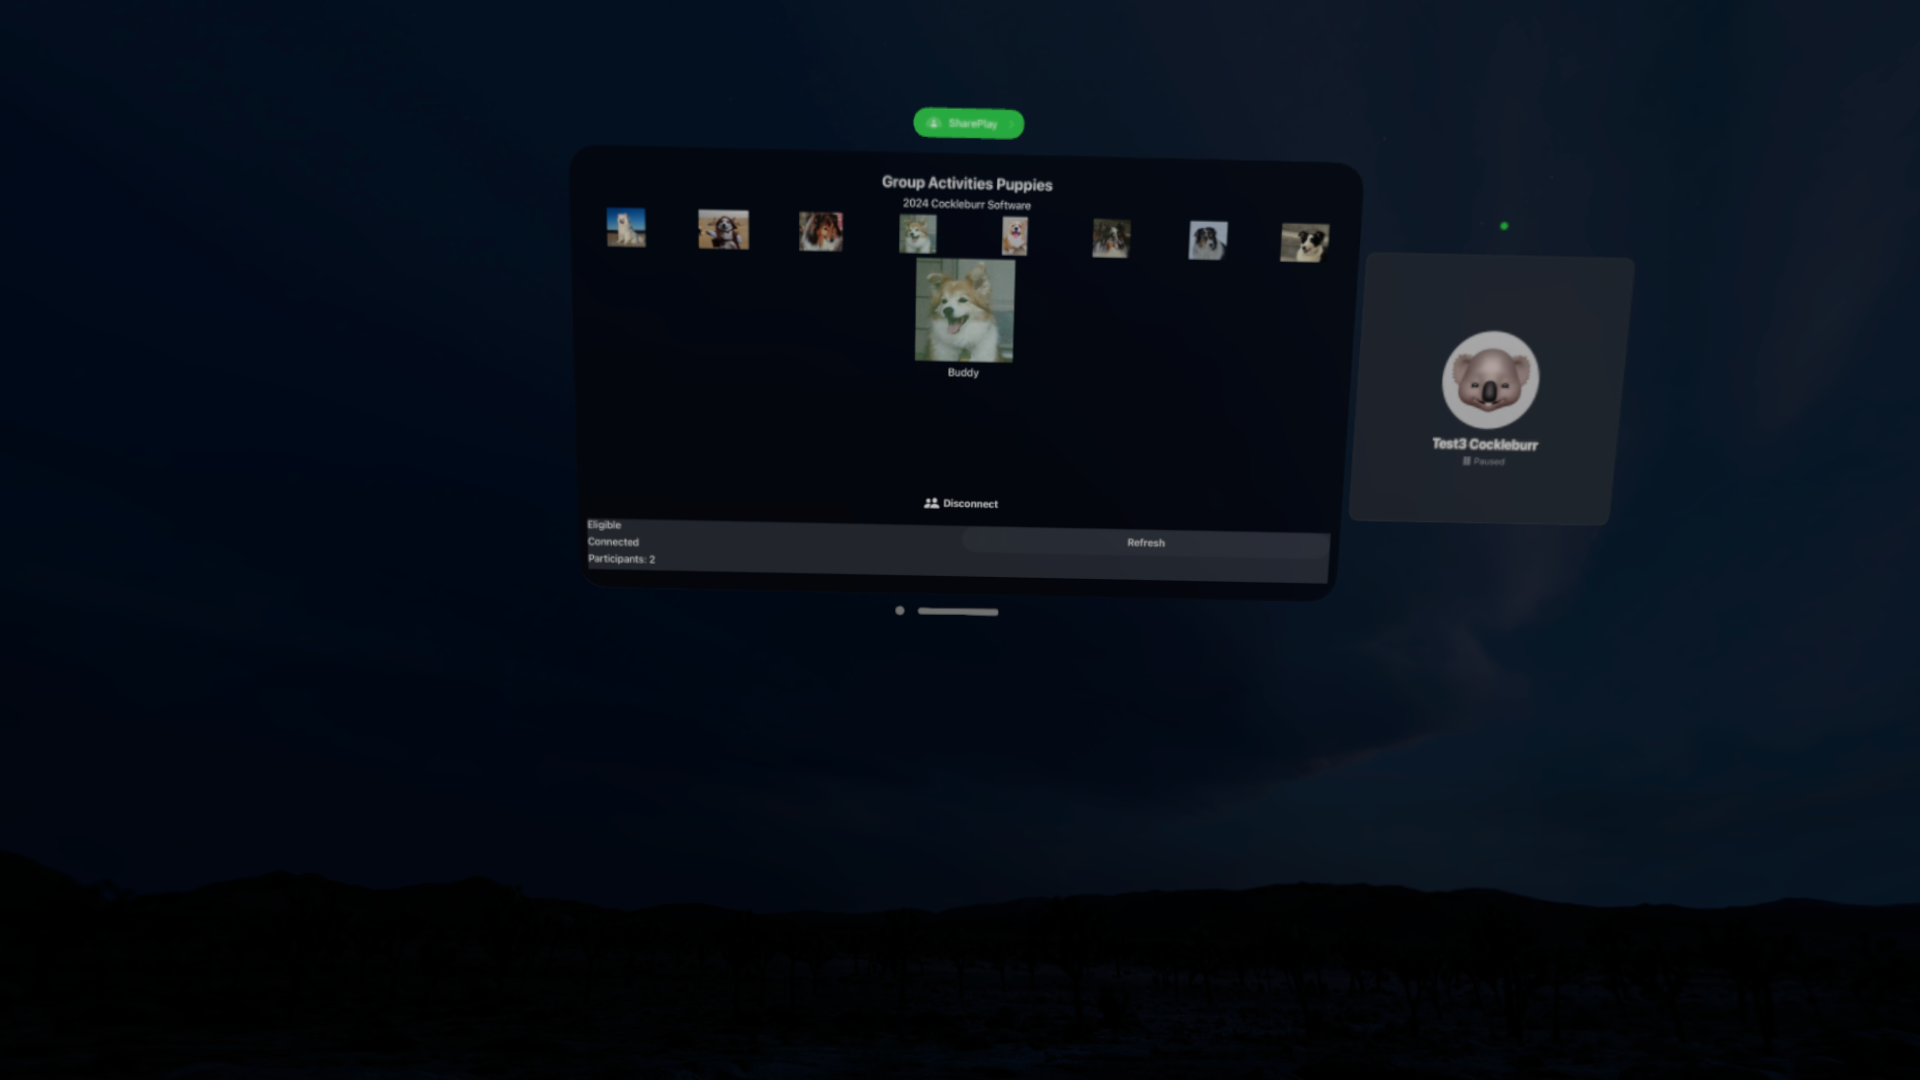 SharePlay
Group Activities Puppies
2024 Cockleburr Software
Buddy
Test3 Cockleburr
Paused
Disconnect
Eligible
Connected
Refresh
Participants: 2